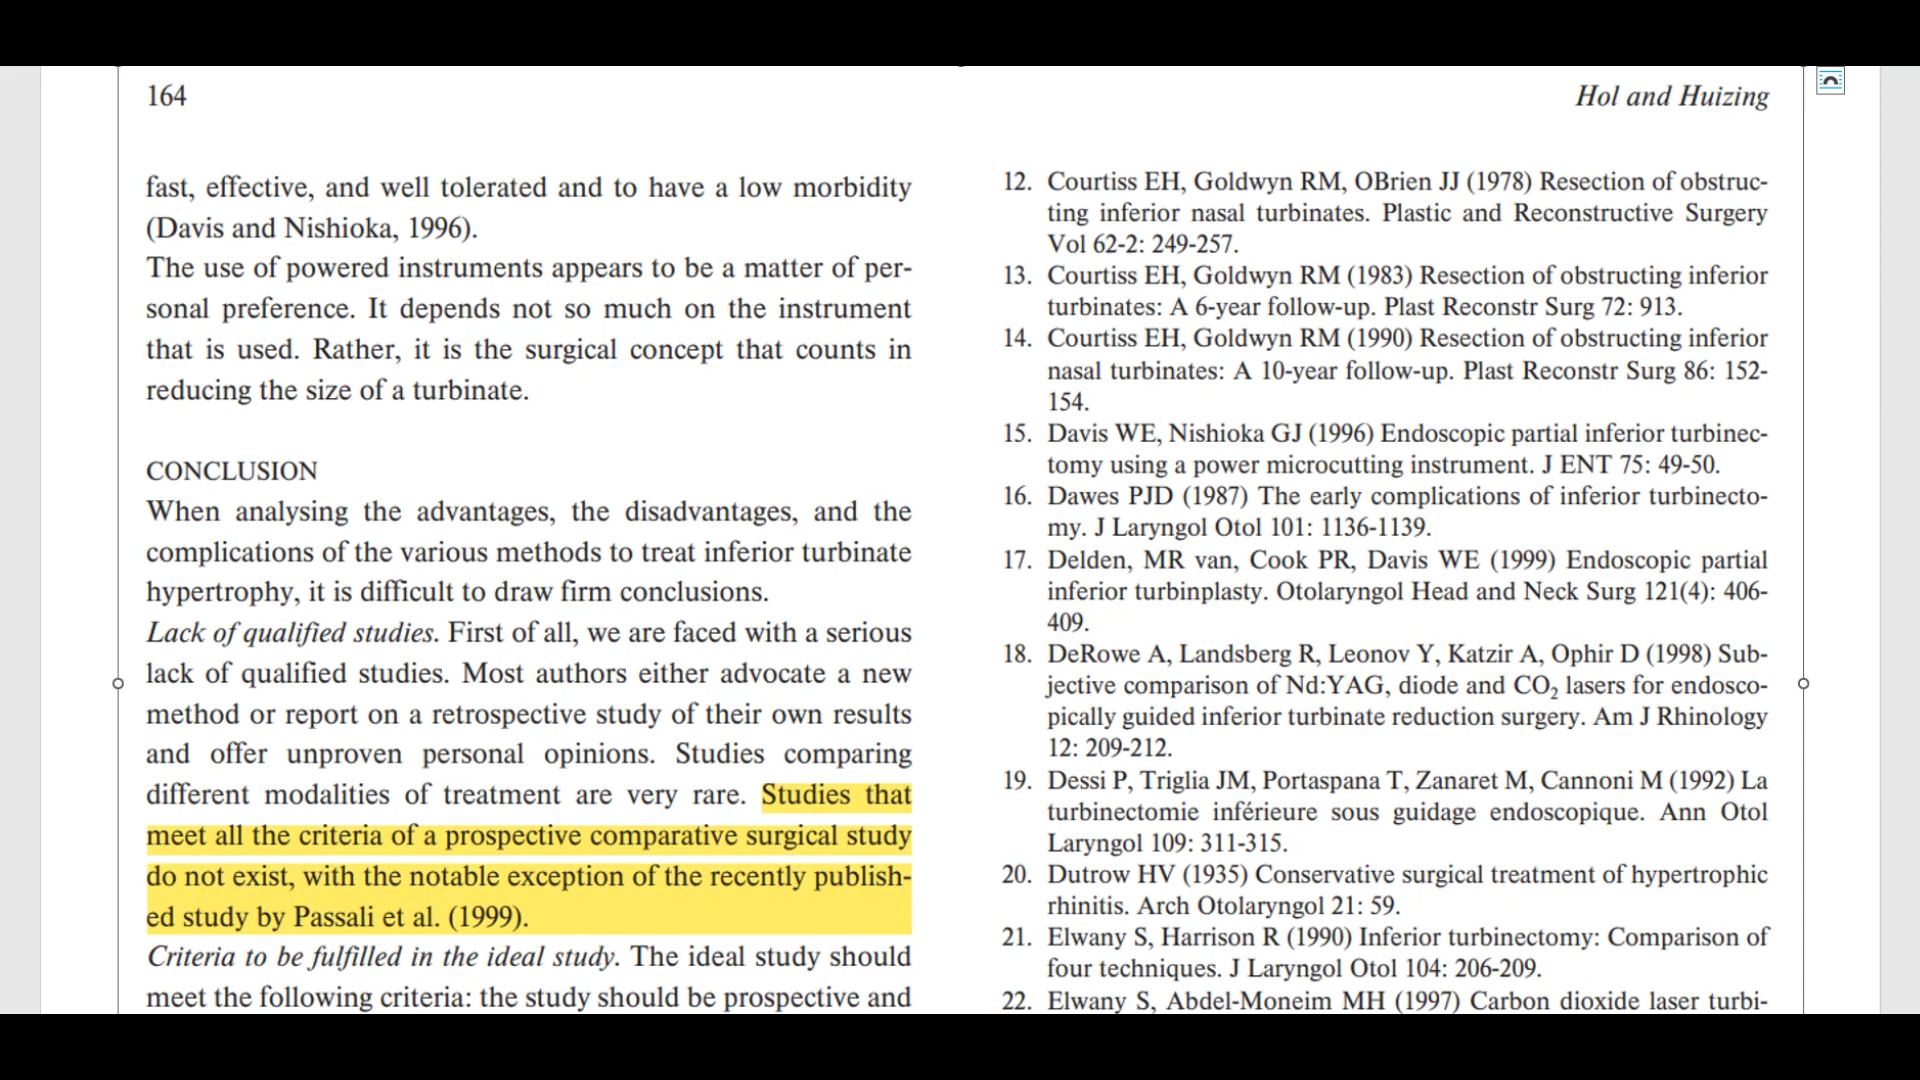 164
Hol and Huizing
fast, effective, and well tolerated and to have a low morbidity
(Davis and Nishioka, 1996).
The use of powered instruments appears to be a matter of per-
sonal preference. It depends not so much on the instrument
that is used. Rather, it is the surgical concept that counts in
reducing the size of a turbinate.
CONCLUSION
When analysing the advantages, the disadvantages, and the
complications of the various methods to treat inferior turbinate
hypertrophy, it is difficult to draw firm conclusions.
Lack of qualified studies. First of all, we are faced with a serious
lack of qualified studies. Most authors either advocate a new
method or report on a retrospective study of their own results
and offer unproven personal opinions. Studies comparing
different modalities of treatment are very rare. Studies that
meet all the criteria of a prospective comparative surgical study
do not exist, with the notable exception of the recently publish-
ed study by Passali et al. (1999).
Criteria to be fulfilled in the ideal study. The ideal study should
meet the following criteria: the study should be prospective and
12. Courtiss EH, Goldwyn RM, OBrien JJ (1978) Resection of obstruc-
ting inferior nasal turbinates. Plastic and Reconstructive Surgery
Vol 62-2: 249-257.
13. Courtiss EH, Goldwyn RM (1983) Resection of obstructing inferior
turbinates: A 6-year follow-up. Plast Reconstr Surg 72: 913.
14. Courtiss EH, Goldwyn RM (1990) Resection of obstructing inferior
nasal turbinates: A 10-year follow-up. Plast Reconstr Surg 86: 152-
154.
15. Davis WE, Nishioka GJ (1996) Endoscopic partial inferior turbinec-
tomy using a power microcutting instrument. J ENT 75: 49-50.
16. Dawes PJD (1987) The early complications of inferior turbinecto-
my. J Laryngol Otol 101: 1136-1139.
17. Delden, MR van, Cook PR, Davis WE (1999) Endoscopic partial
inferior turbinplasty. Otolaryngol Head and Neck Surg 121(4): 406-
409.
18. DeRowe A, Landsberg R, Leonov Y, Katzir A, Ophir D (1998) Sub-
jective comparison of Nd:YAG, diode and CO₂ lasers for endosco-
pically guided inferior turbinate reduction surgery. Am J Rhinology
12: 209-212.
19. Dessi P, Triglia JM, Portaspana T, Zanaret M, Cannoni M (1992) La
turbinectomie inférieure sous guidage endoscopique. Ann Otol
Laryngol 109: 311-315.
20. Dutrow HV (1935) Conservative surgical treatment of hypertrophic
rhinitis. Arch Otolaryngol 21: 59.
21. Elwany S, Harrison R (1990) Inferior turbinectomy: Comparison of
four techniques. J Laryngol Otol 104: 206-209.
22. Elwany S, Abdel-Moneim MH (1997) Carbon dioxide laser turbi-